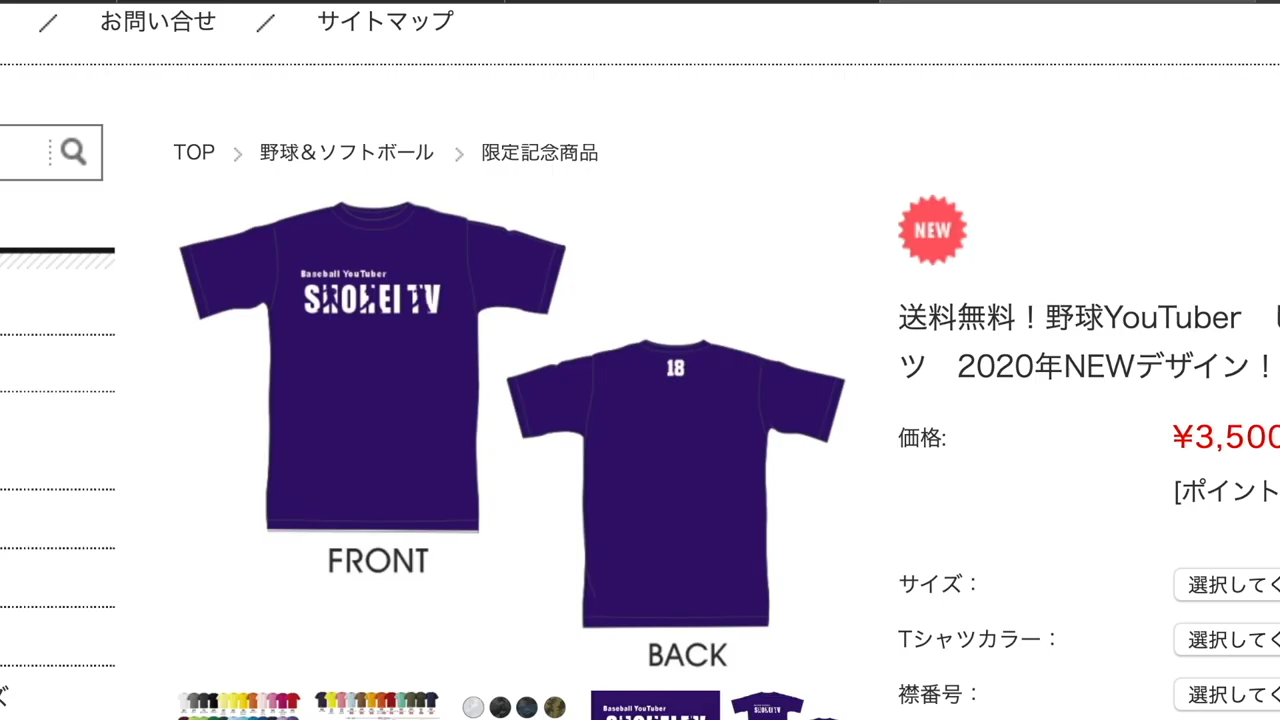 ／ お問い合せ ／ サイトマップ
TOP > 野球＆ソフトボール > 限定記念商品
NEW
Baseball YouTuber
SHOHEI TV
18
FRONT
BACK
送料無料！野球YouTuber
ツ 2020年NEWデザイン！
価格:
¥3,500
[ポイント
サイズ：
選択してく
Tシャツカラー：
選択してく
襟番号：
選択してく
ズ
Baseball YouTuber
SHOHEI TV